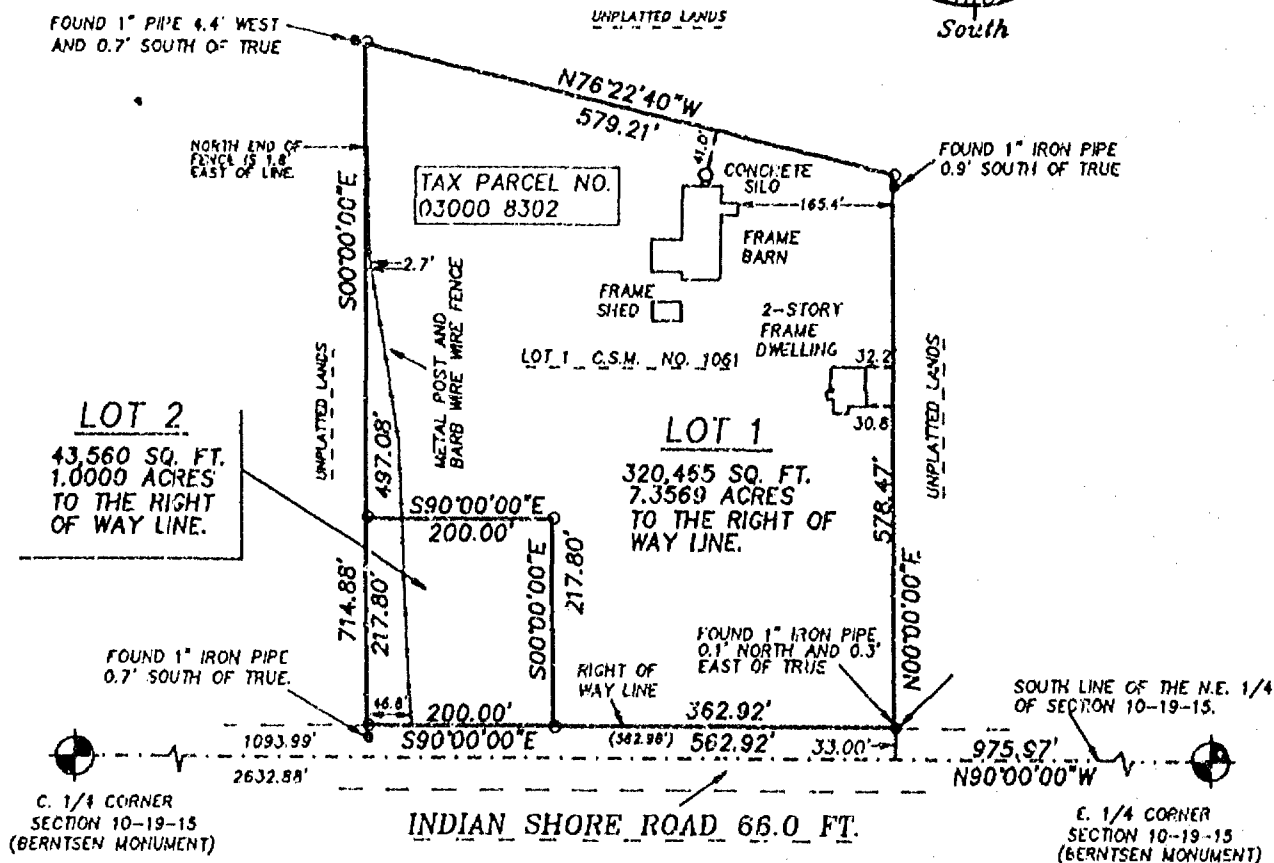 UNPLATTED LANDS
South
FOUND 1" PIPE 4.4' WEST
AND 0.7' SOUTH OF TRUE
N76°22'40"W
579.21'
NORTH END OF
FENCE IS 1.8'
EAST OF LINE.
TAX PARCEL NO.
03000 8302
41.0'
CONCRETE
SILO
FOUND 1" IRON PIPE
0.9' SOUTH OF TRUE
165.4'
FRAME
BARN
S00°00'00"E
2.7'
FRAME
SHED
2-STORY
FRAME
DWELLING
METAL POST AND
BARB WIRE WIRE FENCE
LOT 1 C.S.M. NO. 1061
32.2'
30.8'
UNPLATTED LANDS
UNPLATTED LANDS
LOT 2
43,560 SQ. FT.
1.0000 ACRES
TO THE RIGHT
OF WAY LINE.
LOT 1
320,465 SQ. FT.
7.3569 ACRES
TO THE RIGHT OF
WAY LINE.
497.08'
578.47'
S90°00'00"E
200.00'
714.88'
217.80'
S00°00'00"E
217.80'
N00°00'00"E
FOUND 1" IRON PIPE
0.7' SOUTH OF TRUE.
FOUND 1" IRON PIPE
0.1' NORTH AND 0.3'
EAST OF TRUE
RIGHT OF
WAY LINE
SOUTH LINE OF THE N.E. 1/4
OF SECTION 10-19-15.
46.8'
200.00'
362.92'
1093.99'
S90°00'00"E
562.92'
33.00'
975.97'
2632.88'
N90°00'00"W
C. 1/4 CORNER
SECTION 10-19-15
(BERNTSEN MONUMENT)
INDIAN SHORE ROAD 66.0 FT.
E. 1/4 CORNER
SECTION 10-19-15
(BERNTSEN MONUMENT)